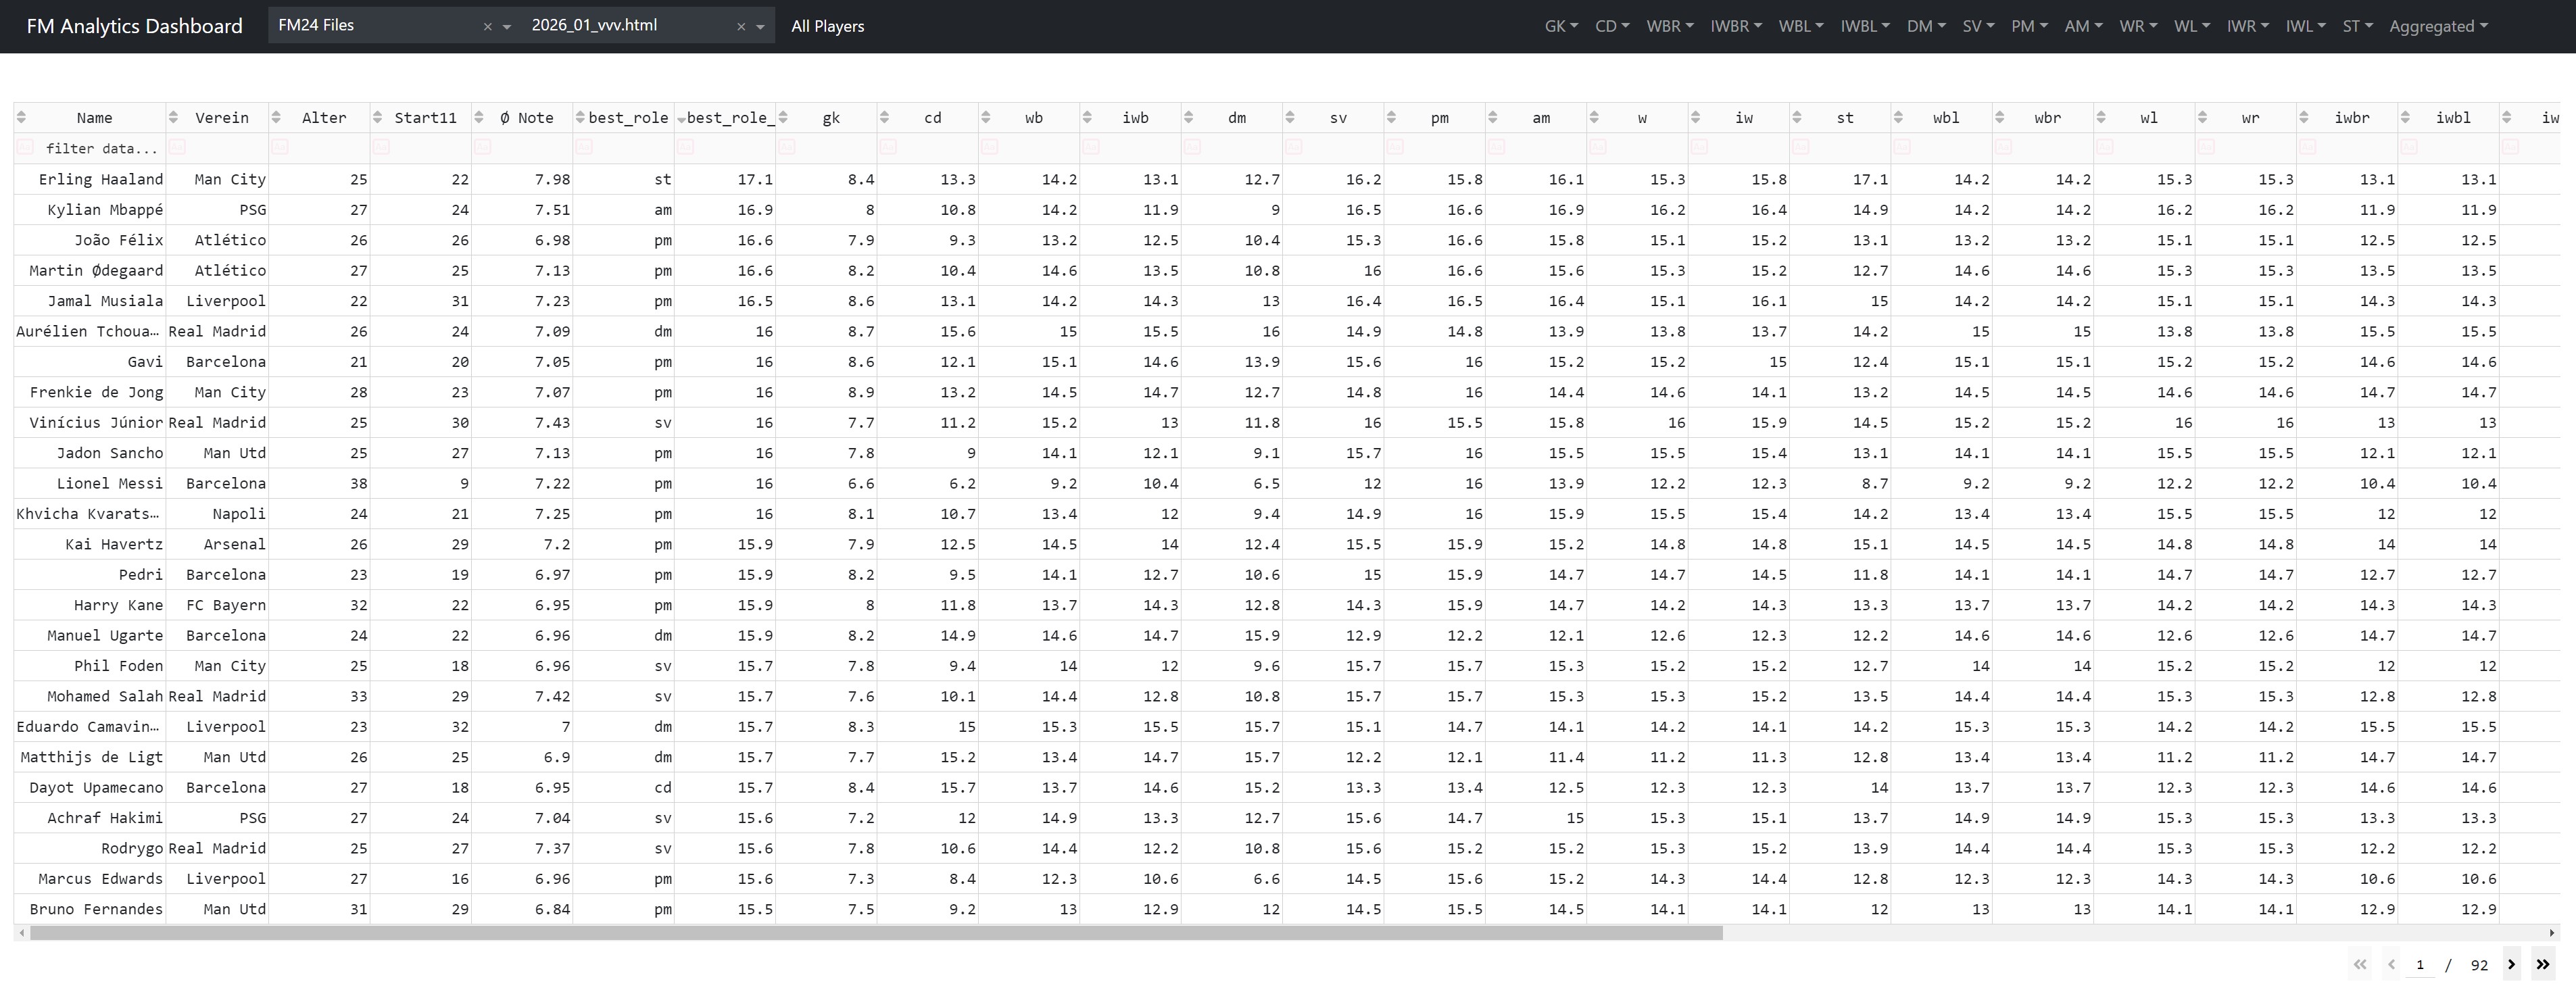 FM Analytics Dashboard FM24 Files 2026_01_vvv.html All Players GK CD WBR IWBR WBL IWBL DM SV PM AM WR WL IWR IWL ST Aggregated
Name Verein Alter Start11 Ø Note best_role best_role_ gk cd wb iwb dm sv pm am w iw st wbl wbr wl wr iwbr iwbl iw
filter data...
Erling Haaland Man City 25 22 7.98 st 17.1 8.4 13.3 14.2 13.1 12.7 16.2 15.8 16.1 15.3 15.8 17.1 14.2 14.2 15.3 15.3 13.1 13.1
Kylian Mbappé PSG 27 24 7.51 am 16.9 8 10.8 14.2 11.9 9 16.5 16.6 16.9 16.2 16.4 14.9 14.2 14.2 16.2 16.2 11.9 11.9
João Félix Atlético 26 26 6.98 pm 16.6 7.9 9.3 13.2 12.5 10.4 15.3 16.6 15.8 15.1 15.2 13.1 13.2 13.2 15.1 15.1 12.5 12.5
Martin Ødegaard Atlético 27 25 7.13 pm 16.6 8.2 10.4 14.6 13.5 10.8 16 16.6 15.6 15.3 15.2 12.7 14.6 14.6 15.3 15.3 13.5 13.5
Jamal Musiala Liverpool 22 31 7.23 pm 16.5 8.6 13.1 14.2 14.3 13 16.4 16.5 16.4 15.1 16.1 15 14.2 14.2 15.1 15.1 14.3 14.3
Aurélien Tchoua… Real Madrid 26 24 7.09 dm 16 8.7 15.6 15 15.5 16 14.9 14.8 13.9 13.8 13.7 14.2 15 15 13.8 13.8 15.5 15.5
Gavi Barcelona 21 20 7.05 pm 16 8.6 12.1 15.1 14.6 13.9 15.6 16 15.2 15.2 15 12.4 15.1 15.1 15.2 15.2 14.6 14.6
Frenkie de Jong Man City 28 23 7.07 pm 16 8.9 13.2 14.5 14.7 12.7 14.8 16 14.4 14.6 14.1 13.2 14.5 14.5 14.6 14.6 14.7 14.7
Vinícius Júnior Real Madrid 25 30 7.43 sv 16 7.7 11.2 15.2 13 11.8 16 15.5 15.8 16 15.9 14.5 15.2 15.2 16 16 13 13
Jadon Sancho Man Utd 25 27 7.13 pm 16 7.8 9 14.1 12.1 9.1 15.7 16 15.5 15.5 15.4 13.1 14.1 14.1 15.5 15.5 12.1 12.1
Lionel Messi Barcelona 38 9 7.22 pm 16 6.6 6.2 9.2 10.4 6.5 12 16 13.9 12.2 12.3 8.7 9.2 9.2 12.2 12.2 10.4 10.4
Khvicha Kvarats… Napoli 24 21 7.25 pm 16 8.1 10.7 13.4 12 9.4 14.9 16 15.9 15.5 15.4 14.2 13.4 13.4 15.5 15.5 12 12
Kai Havertz Arsenal 26 29 7.2 pm 15.9 7.9 12.5 14.5 14 12.4 15.5 15.9 15.2 14.8 14.8 15.1 14.5 14.5 14.8 14.8 14 14
Pedri Barcelona 23 19 6.97 pm 15.9 8.2 9.5 14.1 12.7 10.6 15 15.9 14.7 14.7 14.5 11.8 14.1 14.1 14.7 14.7 12.7 12.7
Harry Kane FC Bayern 32 22 6.95 pm 15.9 8 11.8 13.7 14.3 12.8 14.3 15.9 14.7 14.2 14.3 13.3 13.7 13.7 14.2 14.2 14.3 14.3
Manuel Ugarte Barcelona 24 22 6.96 dm 15.9 8.2 14.9 14.6 14.7 15.9 12.9 12.2 12.1 12.6 12.3 12.2 14.6 14.6 12.6 12.6 14.7 14.7
Phil Foden Man City 25 18 6.96 sv 15.7 7.8 9.4 14 12 9.6 15.7 15.7 15.3 15.2 15.2 12.7 14 14 15.2 15.2 12 12
Mohamed Salah Real Madrid 33 29 7.42 sv 15.7 7.6 10.1 14.4 12.8 10.8 15.7 15.7 15.3 15.3 15.2 13.5 14.4 14.4 15.3 15.3 12.8 12.8
Eduardo Camavin… Liverpool 23 32 7 dm 15.7 8.3 15 15.3 15.5 15.7 15.1 14.7 14.1 14.2 14.1 14.2 15.3 15.3 14.2 14.2 15.5 15.5
Matthijs de Ligt Man Utd 26 25 6.9 dm 15.7 7.7 15.2 13.4 14.7 15.7 12.2 12.1 11.4 11.2 11.3 12.8 13.4 13.4 11.2 11.2 14.7 14.7
Dayot Upamecano Barcelona 27 18 6.95 cd 15.7 8.4 15.7 13.7 14.6 15.2 13.3 13.4 12.5 12.3 12.3 14 13.7 13.7 12.3 12.3 14.6 14.6
Achraf Hakimi PSG 27 24 7.04 sv 15.6 7.2 12 14.9 13.3 12.7 15.6 14.7 15 15.3 15.1 13.7 14.9 14.9 15.3 15.3 13.3 13.3
Rodrygo Real Madrid 25 27 7.37 sv 15.6 7.8 10.6 14.4 12.2 10.8 15.6 15.2 15.2 15.3 15.2 13.9 14.4 14.4 15.3 15.3 12.2 12.2
Marcus Edwards Liverpool 27 16 6.96 pm 15.6 7.3 8.4 12.3 10.6 6.6 14.5 15.6 15.2 14.3 14.4 12.8 12.3 12.3 14.3 14.3 10.6 10.6
Bruno Fernandes Man Utd 31 29 6.84 pm 15.5 7.5 9.2 13 12.9 12 14.5 15.5 14.5 14.1 14.1 12 13 13 14.1 14.1 12.9 12.9
1 / 92